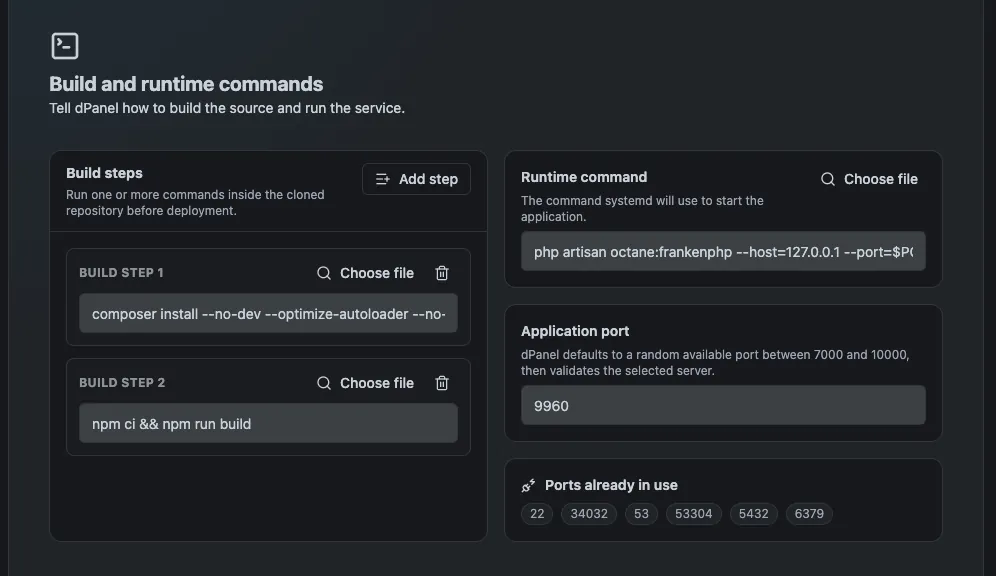 Build and runtime commands
Tell dPanel how to build the source and run the service.
Build steps
Add step
Run one or more commands inside the cloned
repository before deployment.
BUILD STEP 1
Choose file
composer install --no-dev --optimize-autoloader --no-
BUILD STEP 2
Choose file
npm ci && npm run build
Runtime command
Choose file
The command systemd will use to start the
application.
php artisan octane:frankenphp --host=127.0.0.1 --port=$P
Application port
dPanel defaults to a random available port between 7000 and 10000,
then validates the selected server.
9960
Ports already in use
22 34032 53 53304 5432 6379